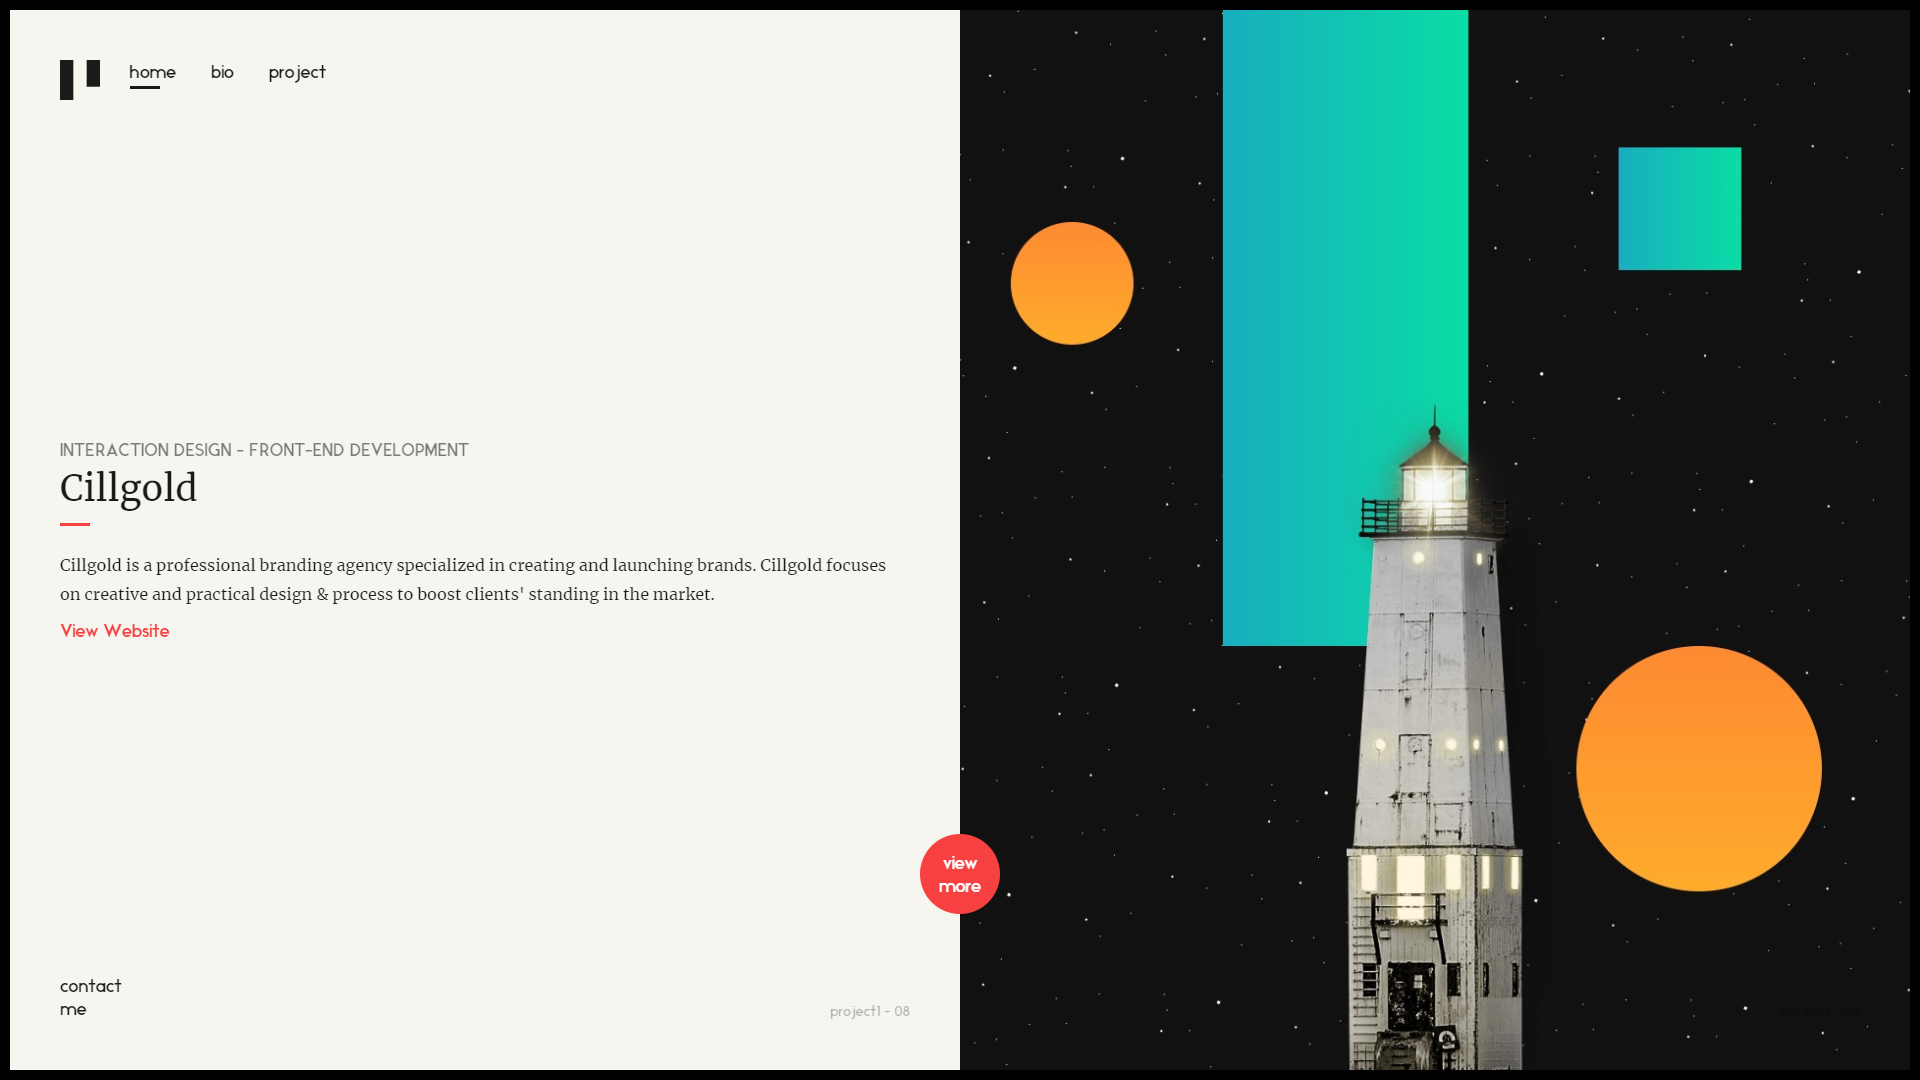 home bio project
INTERACTION DESIGN - FRONT-END DEVELOPMENT
Cillgold
Cillgold is a professional branding agency specialized in creating and launching brands. Cillgold focuses
on creative and practical design & process to boost clients' standing in the market.
View Website
view
more
contact
me
project1 - 08